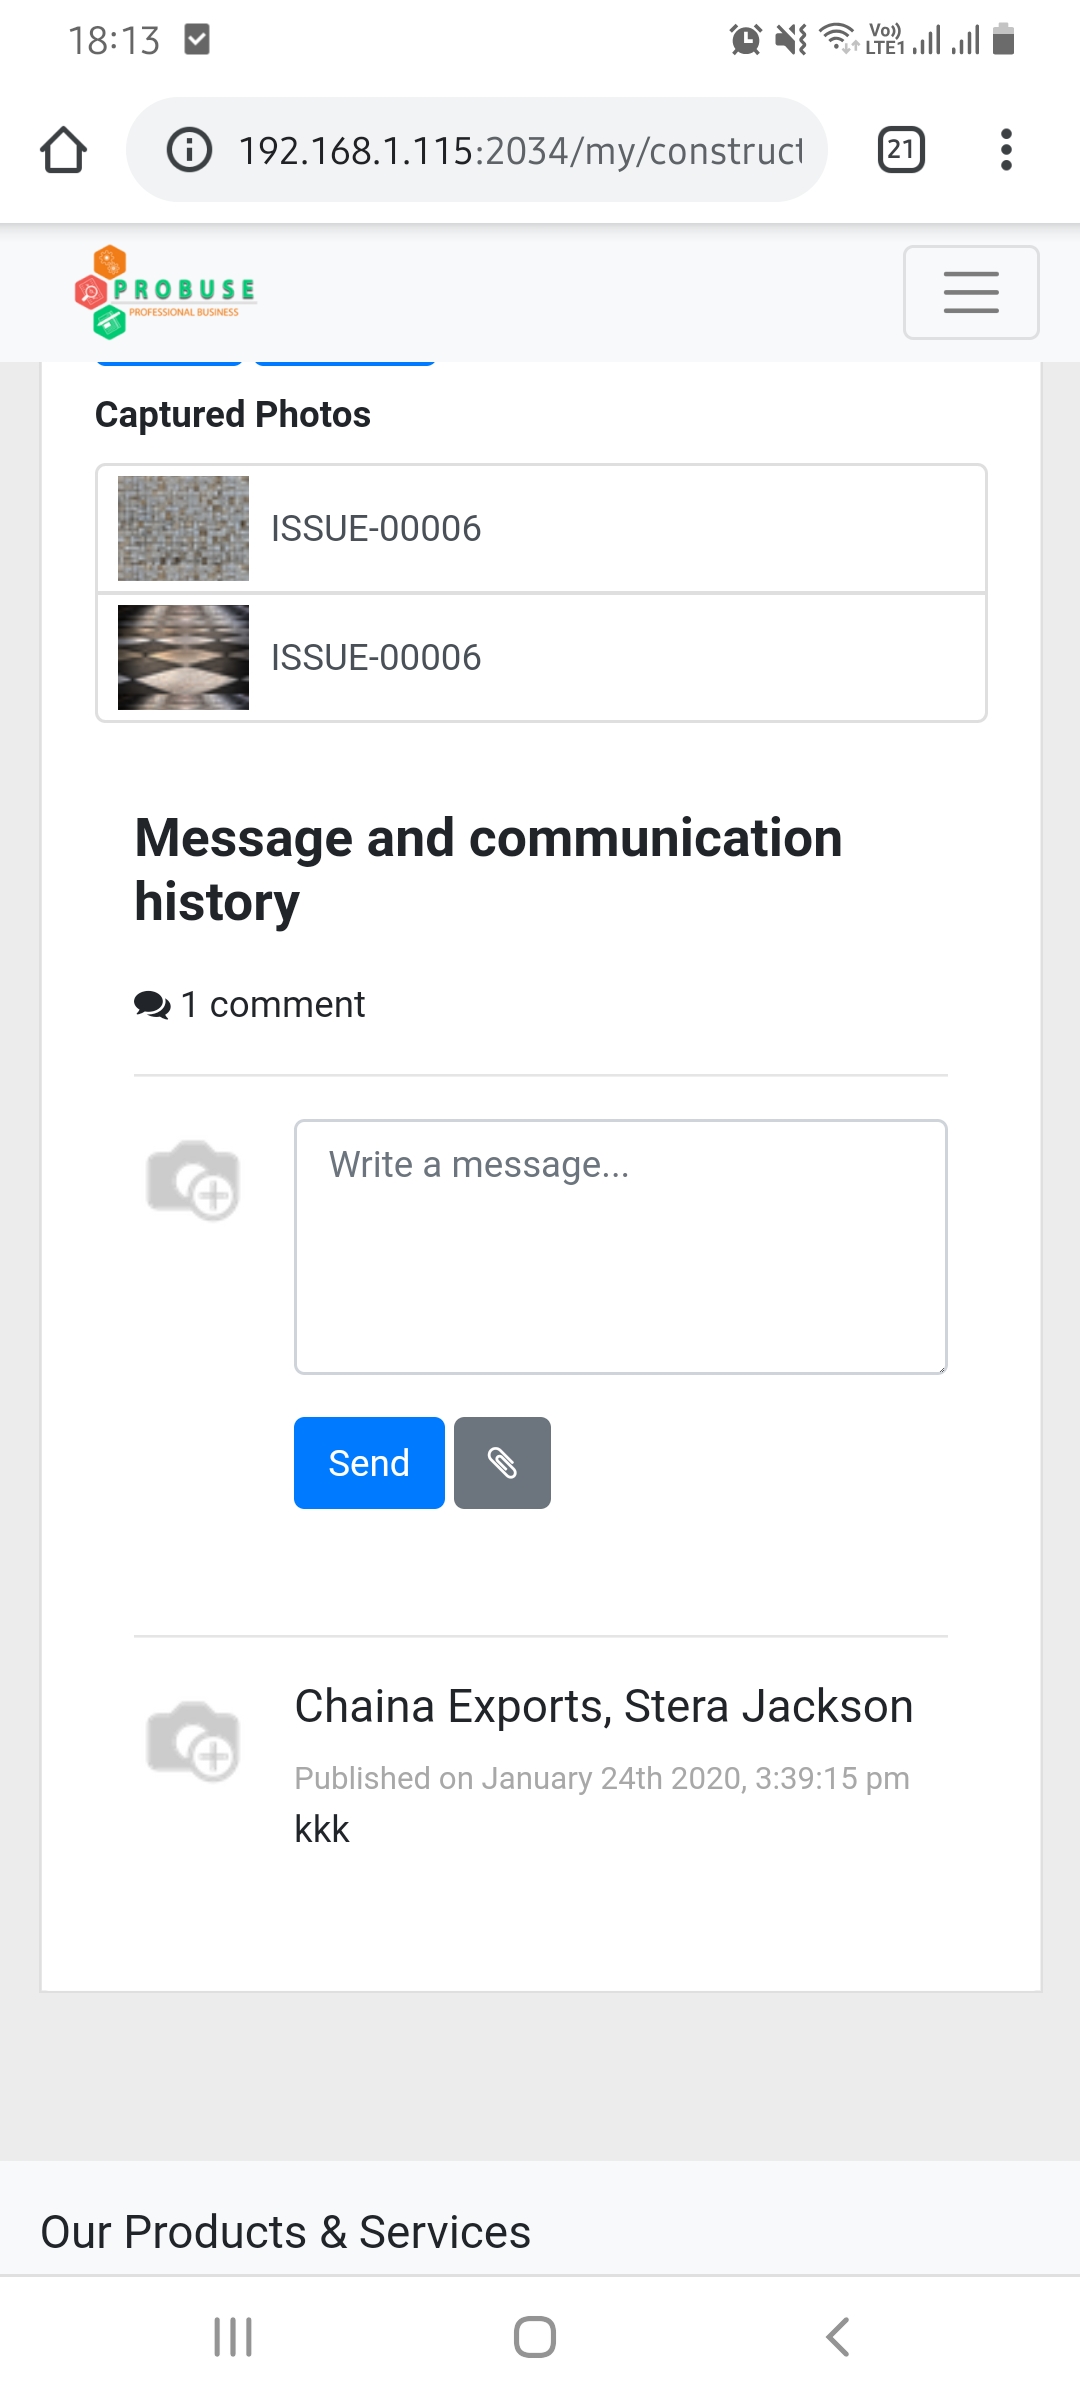 18:13
Vo)) LTE1
192.168.1.115:2034/my/construct
21
PROBUSE
PROFESSIONAL BUSINESS
Captured Photos
ISSUE-00006
ISSUE-00006
Message and communication
history
1 comment
Write a message...
Send
Chaina Exports, Stera Jackson
Published on January 24th 2020, 3:39:15 pm
kkk
Our Products & Services